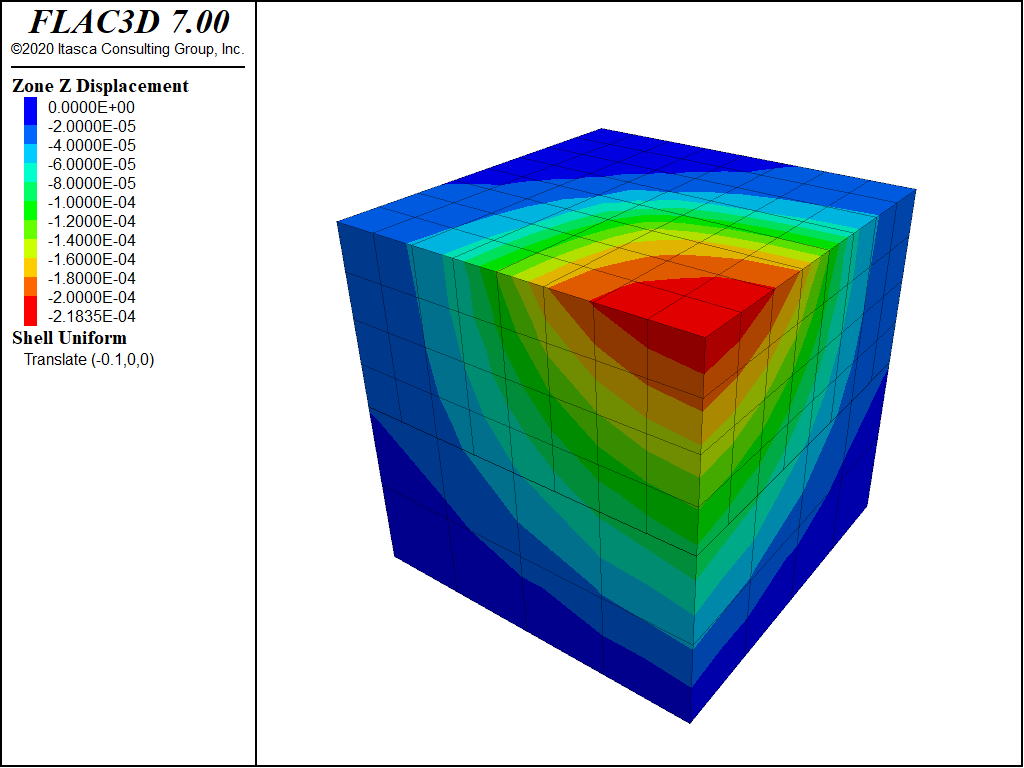 FLAC3D 7.00
©2020 Itasca Consulting Group, Inc.
Zone Z Displacement
0.0000E+00
-2.0000E-05
-4.0000E-05
-6.0000E-05
-8.0000E-05
-1.0000E-04
-1.2000E-04
-1.4000E-04
-1.6000E-04
-1.8000E-04
-2.0000E-04
-2.1835E-04
Shell Uniform
Translate (-0.1,0,0)